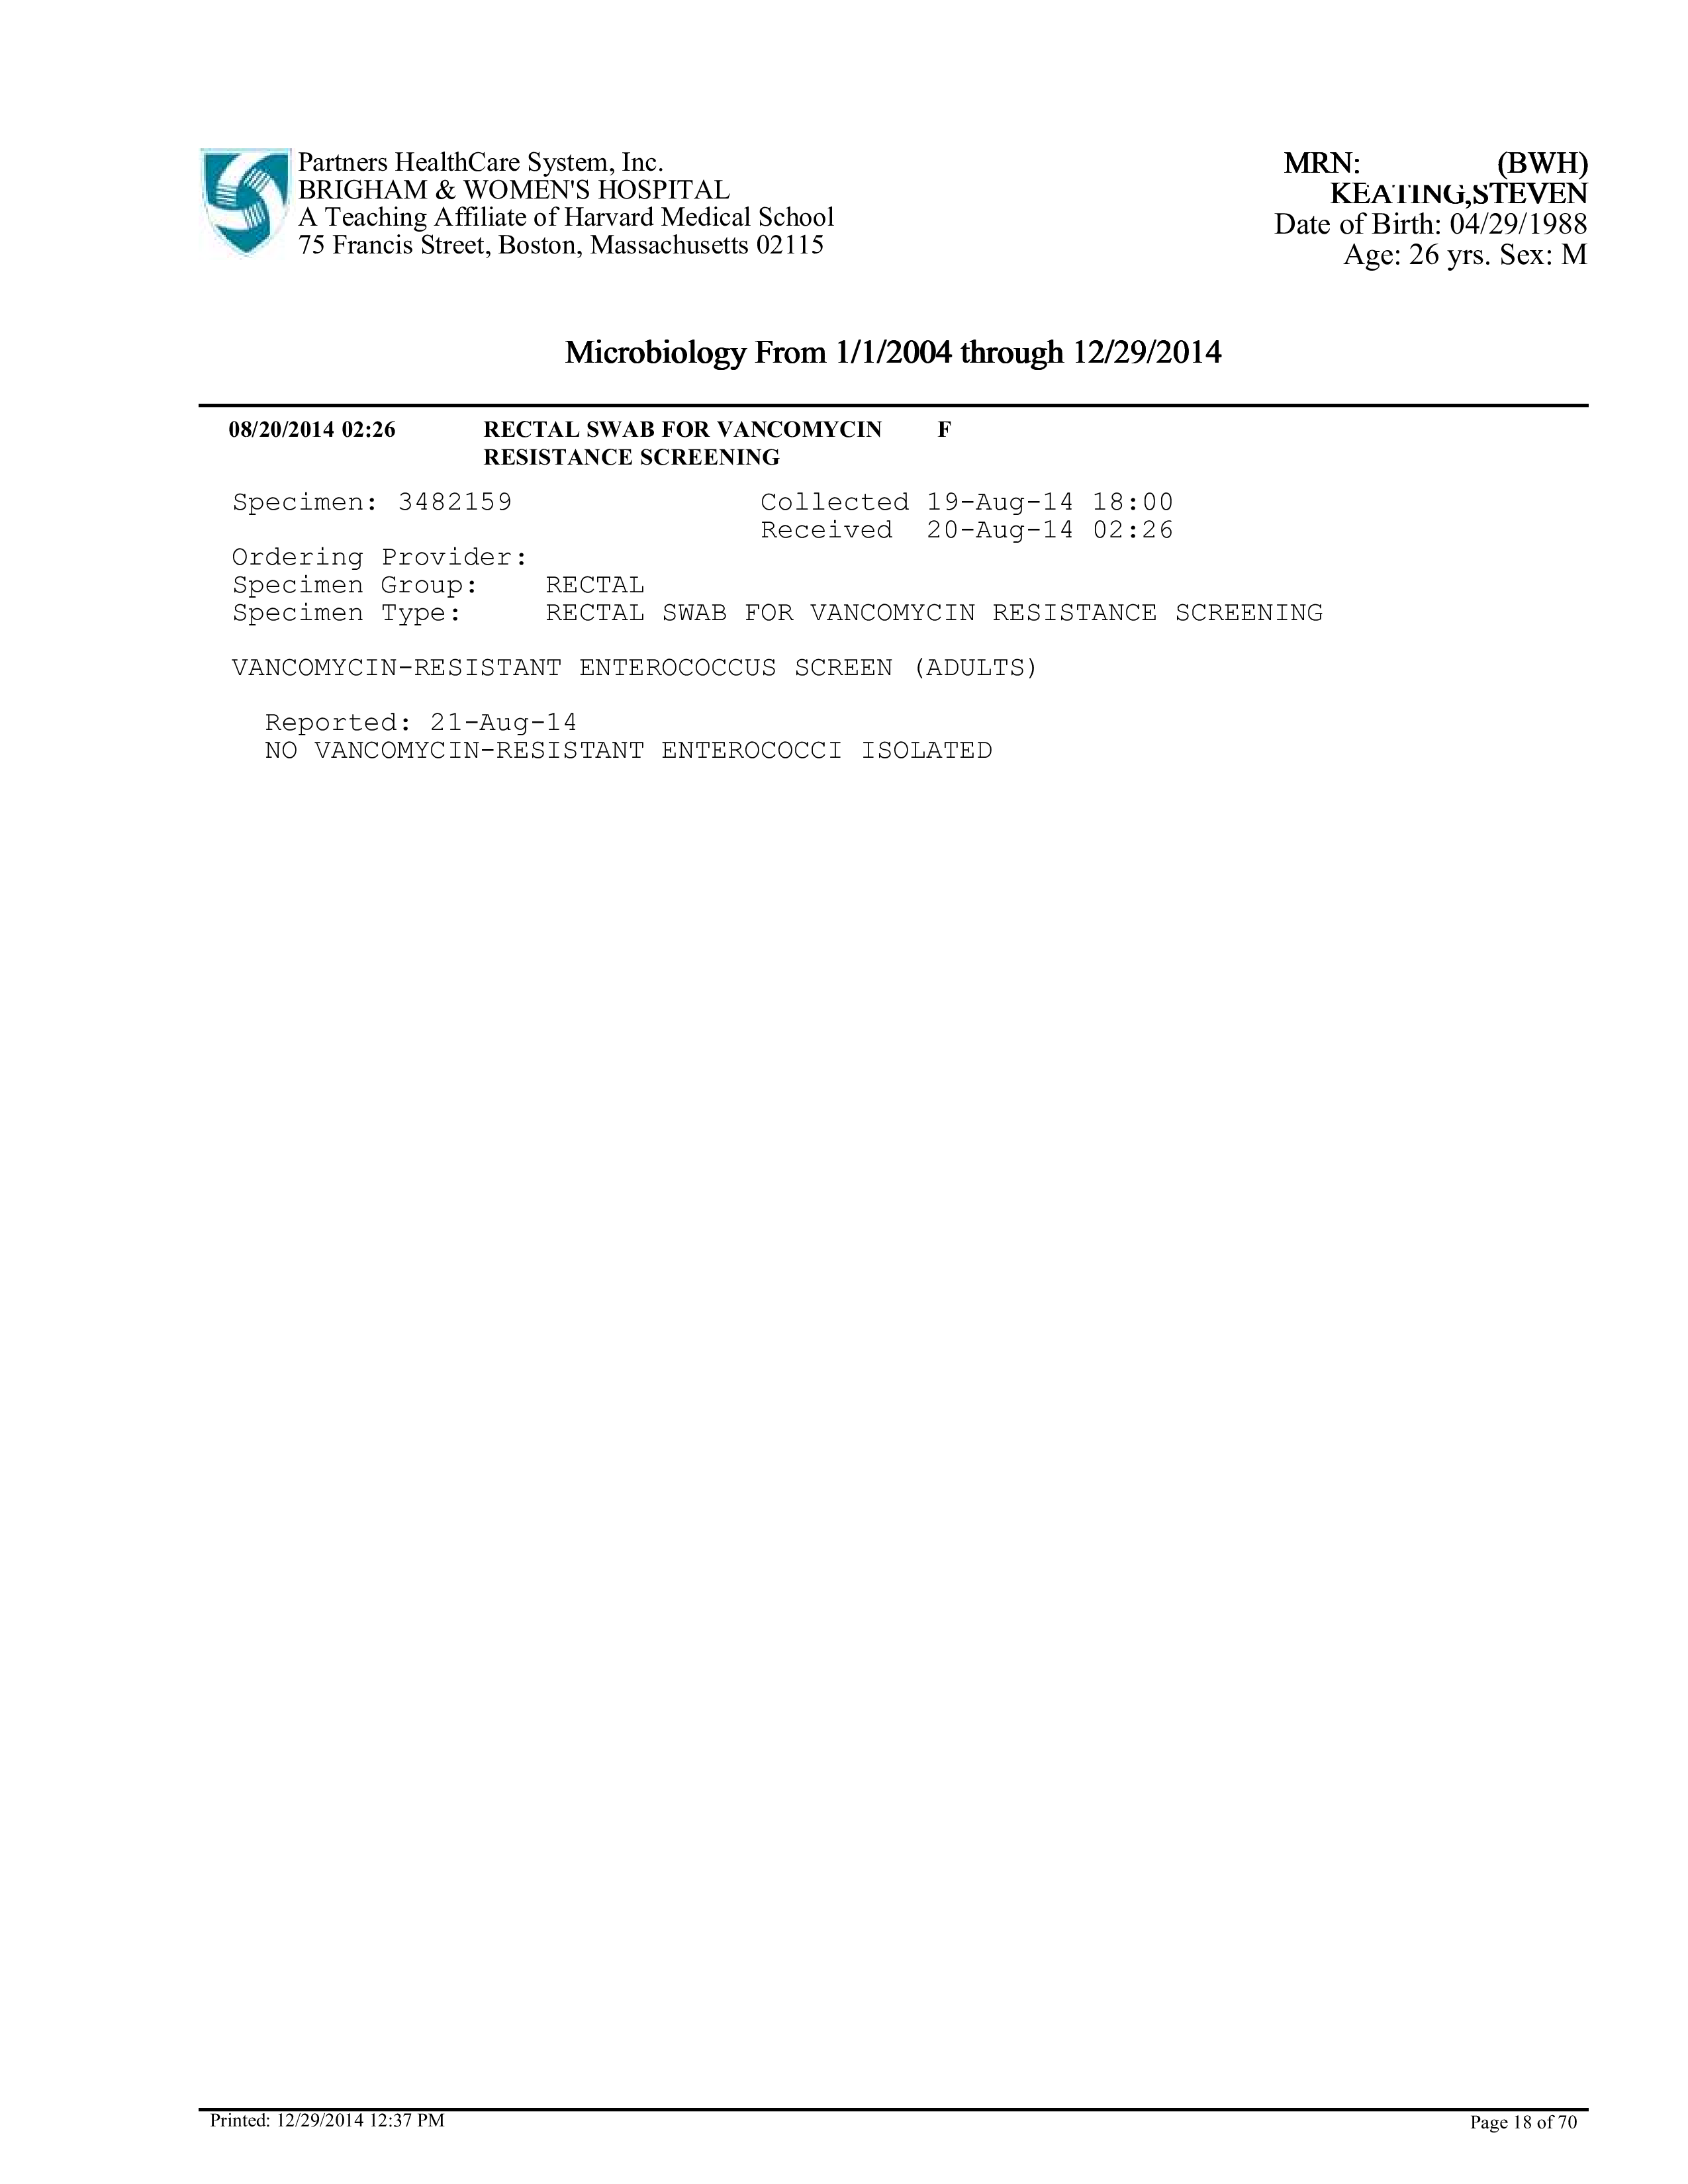 Partners HealthCare System, Inc.
BRIGHAM & WOMEN'S HOSPITAL
A Teaching Affiliate of Harvard Medical School
75 Francis Street, Boston, Massachusetts 02115
MRN: (BWH)
KEATING,STEVEN
Date of Birth: 04/29/1988
Age: 26 yrs. Sex: M
Microbiology From 1/1/2004 through 12/29/2014
08/20/2014 02:26 RECTAL SWAB FOR VANCOMYCIN F
RESISTANCE SCREENING
Specimen: 3482159 Collected 19-Aug-14 18:00
Received 20-Aug-14 02:26
Ordering Provider:
Specimen Group: RECTAL
Specimen Type: RECTAL SWAB FOR VANCOMYCIN RESISTANCE SCREENING
VANCOMYCIN-RESISTANT ENTEROCOCCUS SCREEN (ADULTS)
Reported: 21-Aug-14
NO VANCOMYCIN-RESISTANT ENTEROCOCCI ISOLATED
Printed: 12/29/2014 12:37 PM
Page 18 of 70